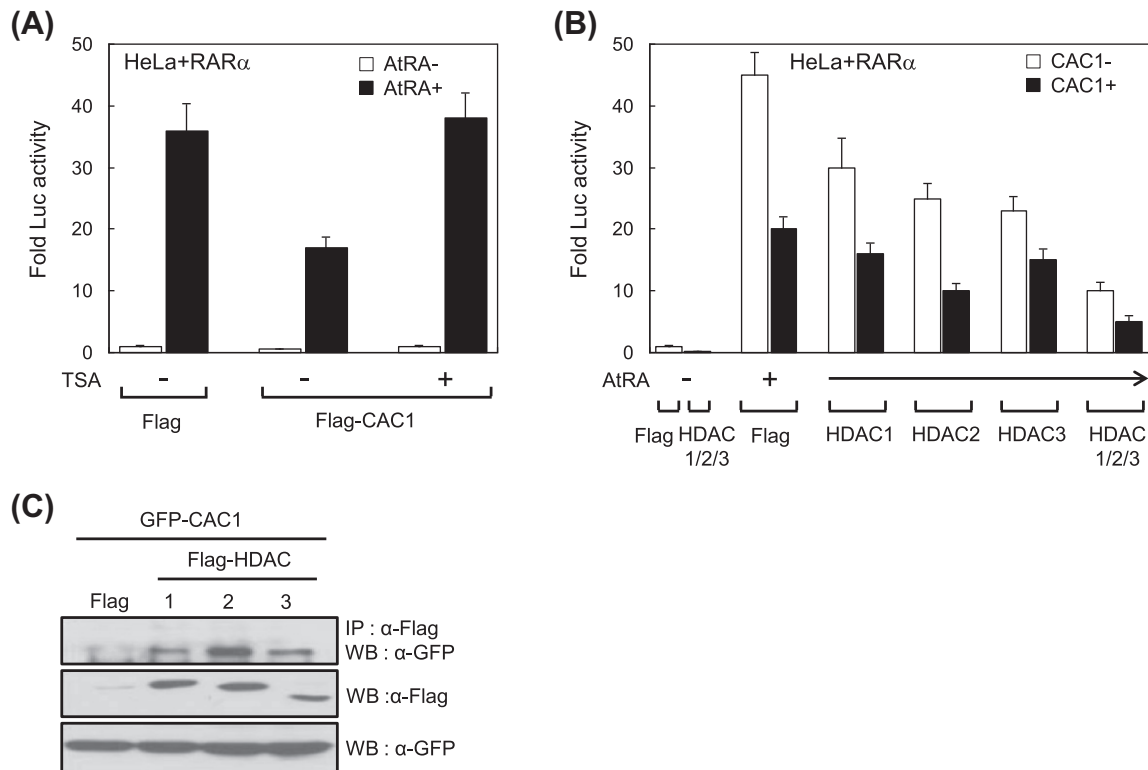 (A)
50
40
30
20
10
0
Fold Luc activity
HeLa+RARα
AtRA-
AtRA+
TSA
- - +
Flag
Flag-CAC1
(B)
50
40
30
20
10
0
Fold Luc activity
HeLa+RARα
CAC1-
CAC1+
AtRA
- +
Flag HDAC Flag HDAC1 HDAC2 HDAC3 HDAC
1/2/3 1/2/3
(C)
GFP-CAC1
Flag-HDAC
Flag 1 2 3
IP : α-Flag
WB : α-GFP
WB :α-Flag
WB : α-GFP